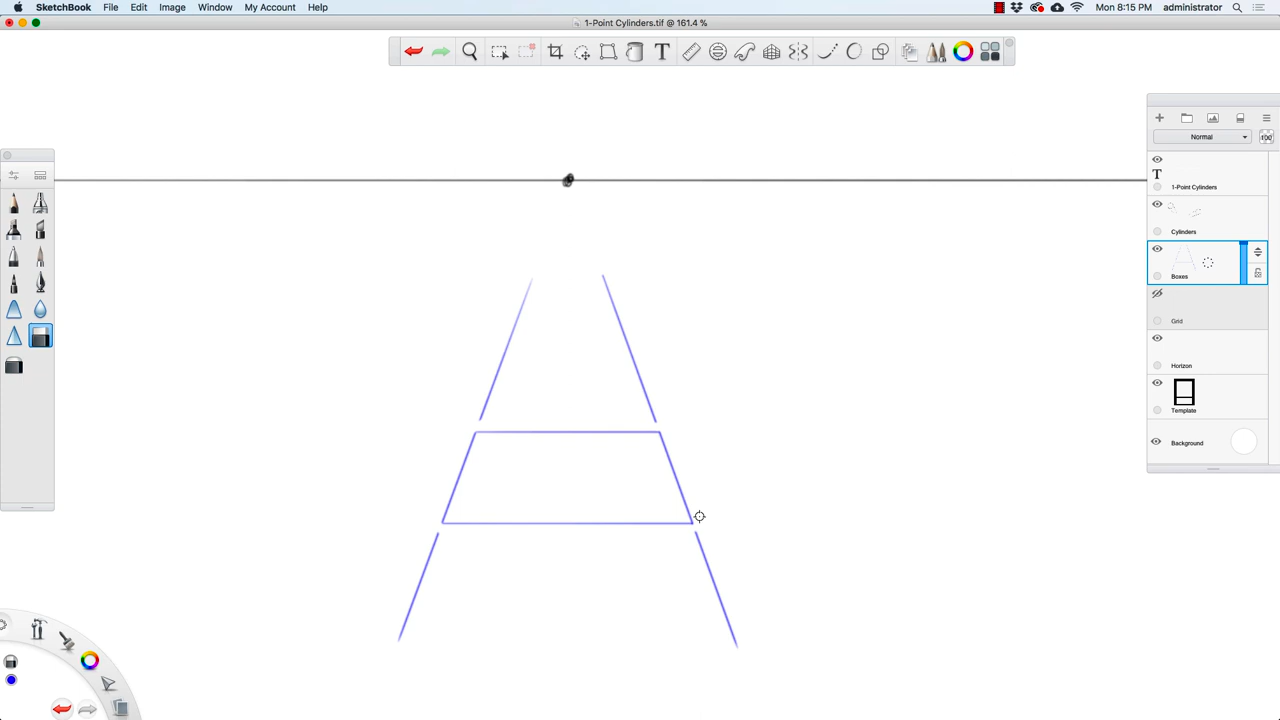 SketchBook File Edit Image Window My Account Help Mon 8:15 PM administrator
1-Point Cylinders.tif @ 161.4 %
T
Normal
100
T
1-Point Cylinders
Cylinders
Boxes
Grid
Horizon
Template
Background